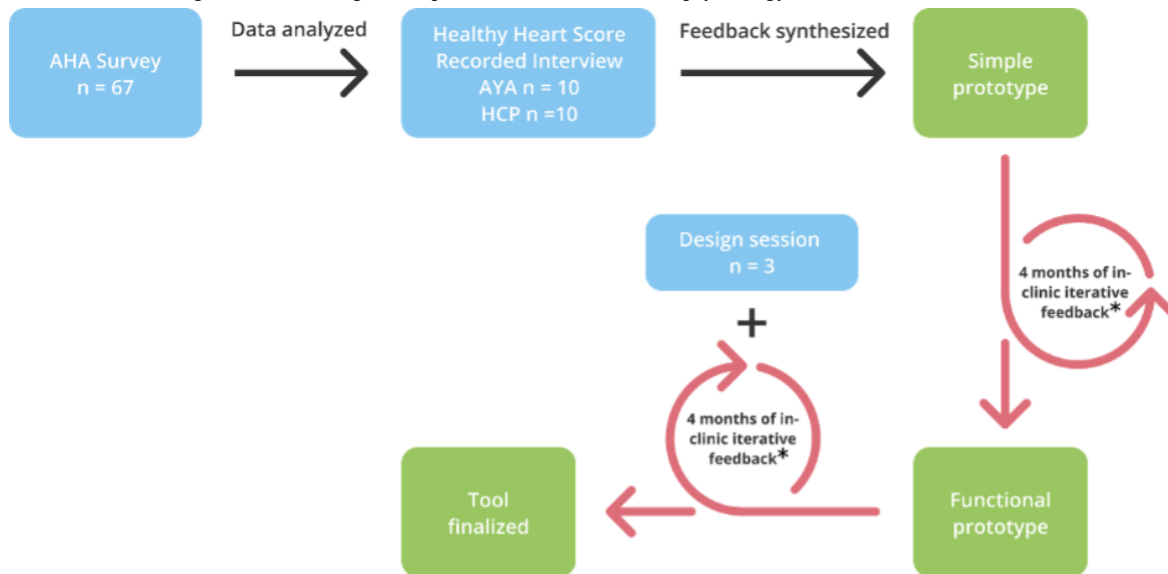 Data analyzed
Feedback synthesized
AHA Survey
n = 67
Healthy Heart Score
Recorded Interview
AYA n = 10
HCP n =10
Simple
prototype
4 months of in-
clinic iterative
feedback*
Design session
n = 3
+
4 months of in-
clinic iterative
feedback*
Functional
prototype
Tool
finalized